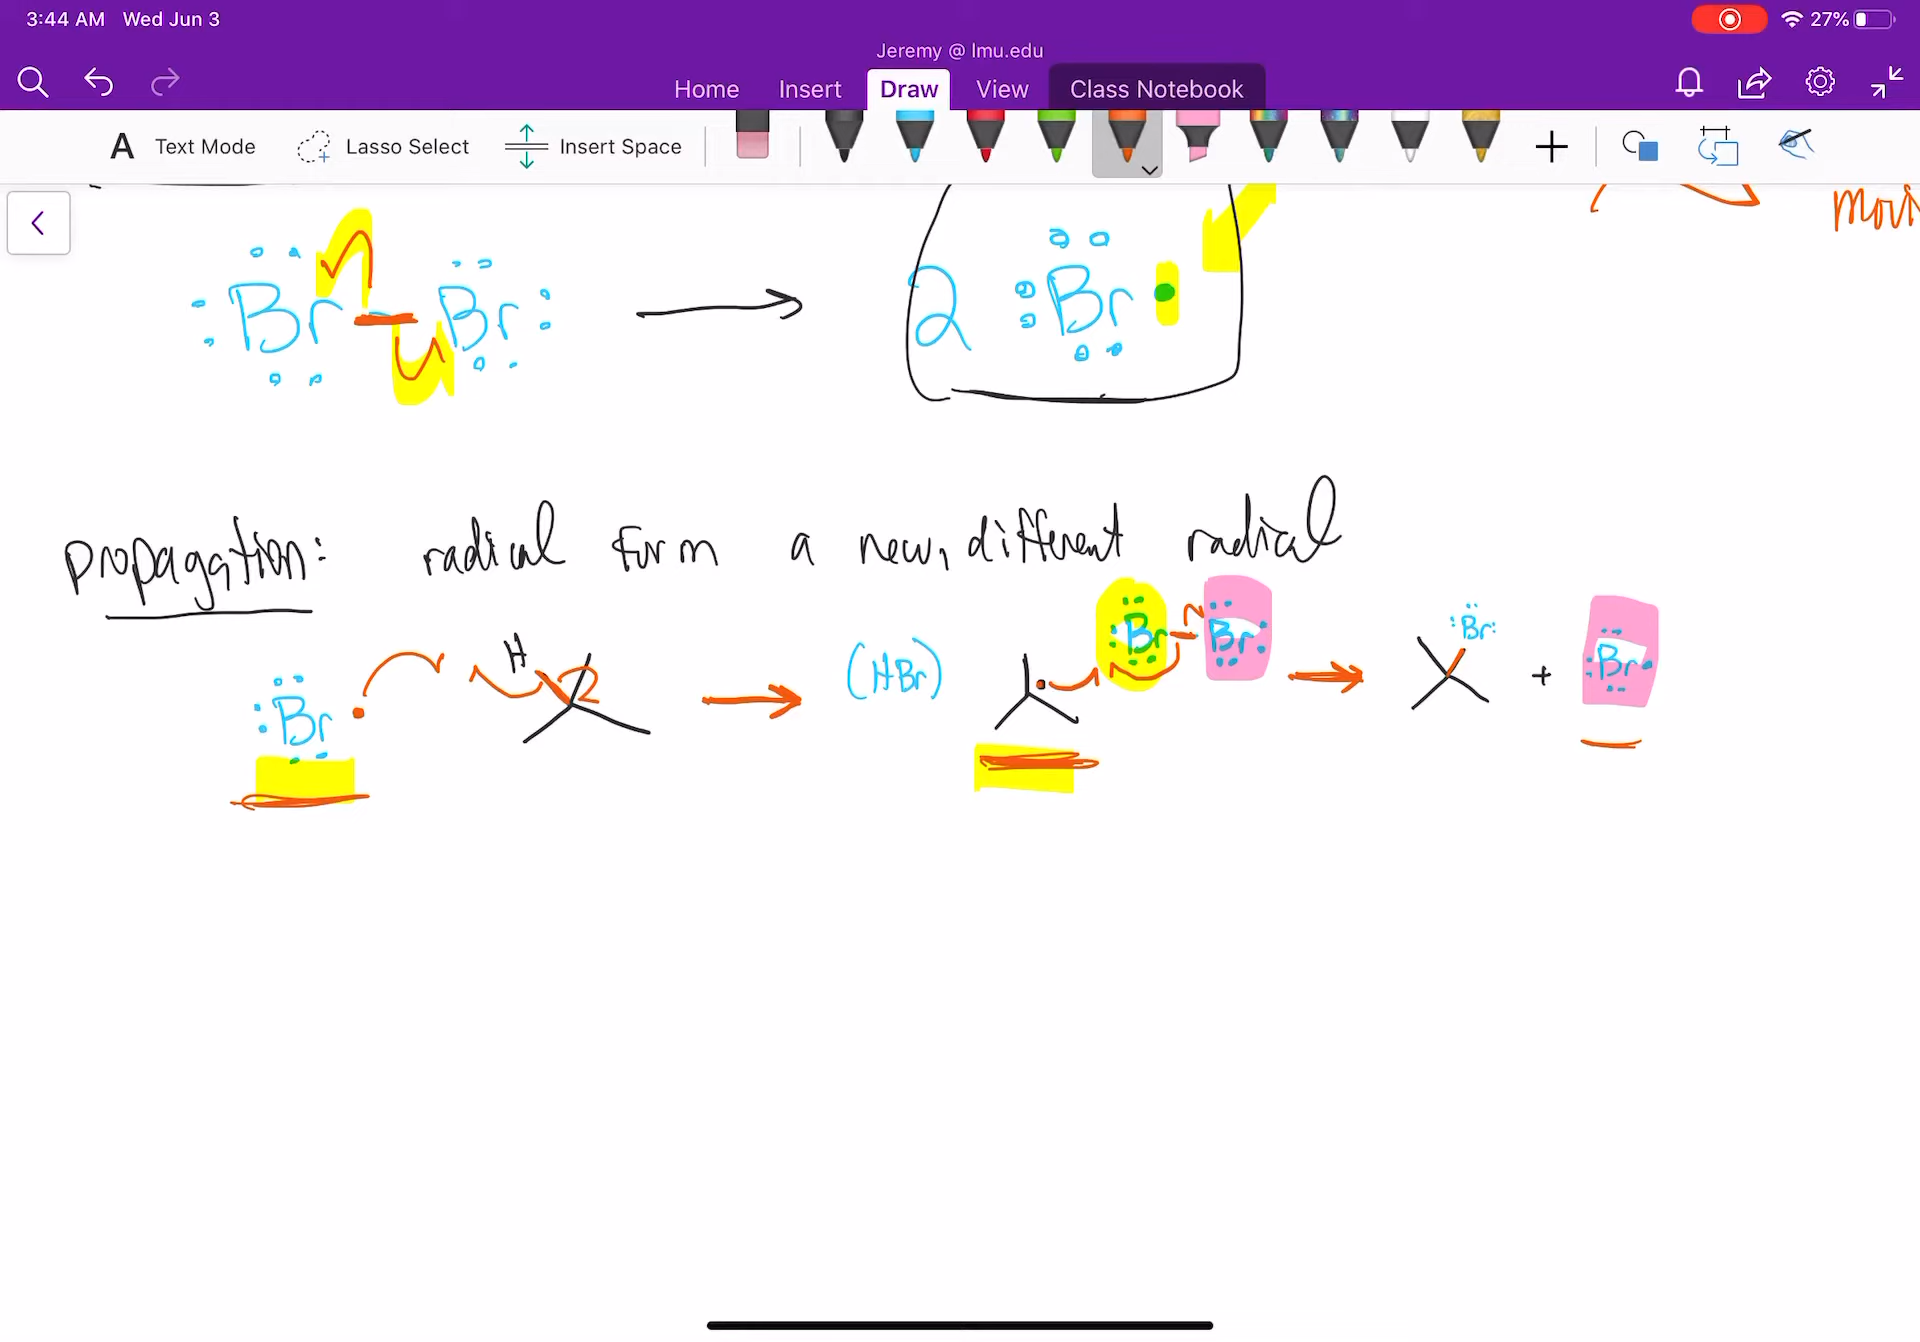 3:44 AM Wed Jun 3
27%
Jeremy @ lmu.edu
Home Insert Draw View Class Notebook
A Text Mode Lasso Select Insert Space
Br Br 2 Br
propagation: radical form a new, different radical
H Br Br Br
Br (HBr) + Br